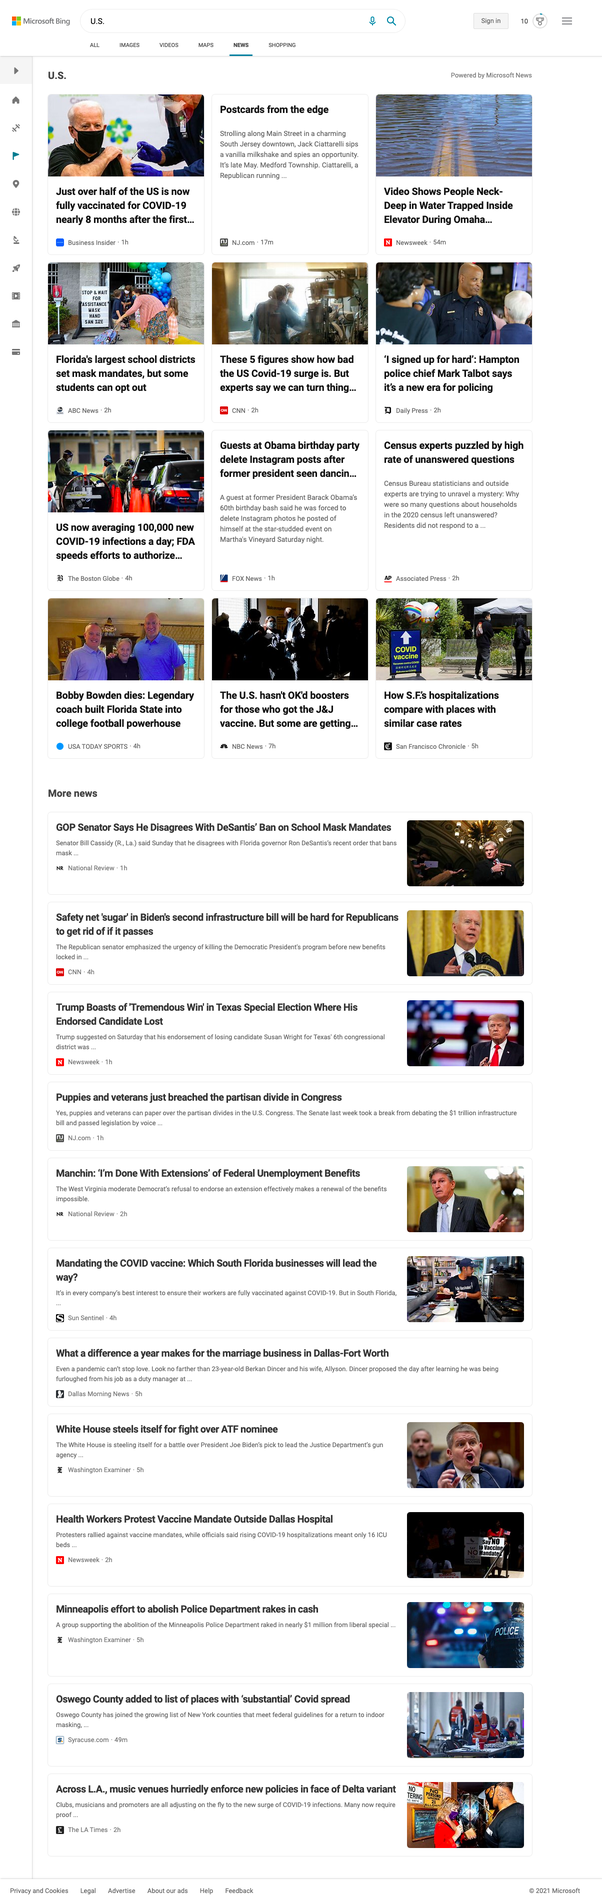 Microsoft Bing
U.S.
Sign in
10
ALL IMAGES VIDEOS MAPS NEWS SHOPPING
U.S.
Powered by Microsoft News
Just over half of the US is now
fully vaccinated for COVID-19
nearly 8 months after the first...
Business Insider · 1h
Postcards from the edge
Strolling along Main Street in a charming
South Jersey downtown, Jack Ciattarelli sips
a vanilla milkshake and spies an opportunity.
It's late May. Medford Township. Ciattarelli, a
Republican running ...
NJ.com · 17m
Video Shows People Neck-
Deep in Water Trapped Inside
Elevator During Omaha...
Newsweek · 54m
STOP & WAIT
FOR
ASSISTANCE
MASK
HAND
Florida's largest school districts
set mask mandates, but some
students can opt out
ABC News · 2h
These 5 figures show how bad
the US Covid-19 surge is. But
experts say we can turn thing...
CNN · 2h
'I signed up for hard': Hampton
police chief Mark Talbot says
it's a new era for policing
Daily Press · 2h
US now averaging 100,000 new
COVID-19 infections a day; FDA
speeds efforts to authorize...
The Boston Globe · 4h
Guests at Obama birthday party
delete Instagram posts after
former president seen dancin...
A guest at former President Barack Obama's
60th birthday bash said he was forced to
delete Instagram photos he posted of
himself at the star-studded event on
Martha's Vineyard Saturday night.
FOX News · 1h
Census experts puzzled by high
rate of unanswered questions
Census Bureau statisticians and outside
experts are trying to unravel a mystery: Why
were so many questions about households
in the 2020 census left unanswered?
Residents did not respond to a ...
AP Associated Press · 2h
Bobby Bowden dies: Legendary
coach built Florida State into
college football powerhouse
USA TODAY SPORTS · 4h
The U.S. hasn't OK'd boosters
for those who got the J&J
vaccine. But some are getting...
NBC News · 7h
COVID
vaccine
How S.F.'s hospitalizations
compare with places with
similar case rates
San Francisco Chronicle · 5h
More news
GOP Senator Says He Disagrees With DeSantis' Ban on School Mask Mandates
Senator Bill Cassidy (R., La.) said Sunday that he disagrees with Florida governor Ron DeSantis's recent order that bans
mask ...
NR National Review · 1h
Safety net 'sugar' in Biden's second infrastructure bill will be hard for Republicans
to get rid of if it passes
The Republican senator emphasized the urgency of killing the Democratic President's program before new benefits
locked in ...
CNN · 4h
Trump Boasts of 'Tremendous Win' in Texas Special Election Where His
Endorsed Candidate Lost
Trump suggested on Saturday that his endorsement of losing candidate Susan Wright for Texas' 6th congressional
district was ...
Newsweek · 1h
Puppies and veterans just breached the partisan divide in Congress
Yes, puppies and veterans can paper over the partisan divides in the U.S. Congress. The Senate last week took a break from debating the $1 trillion infrastructure
bill and passed legislation by voice ...
NJ.com · 1h
Manchin: 'I'm Done With Extensions' of Federal Unemployment Benefits
The West Virginia moderate Democrat's refusal to endorse an extension effectively makes a renewal of the benefits
impossible.
NR National Review · 2h
Mandating the COVID vaccine: Which South Florida businesses will lead the
way?
It's in every company's best interest to ensure their workers are fully vaccinated against COVID-19. But in South Florida,
...
Sun Sentinel · 4h
What a difference a year makes for the marriage business in Dallas-Fort Worth
Even a pandemic can't stop love. Look no farther than 23-year-old Berkan Dincer and his wife, Allyson. Dincer proposed the day after learning he was being
furloughed from his job as a duty manager at ...
Dallas Morning News · 5h
White House steels itself for fight over ATF nominee
The White House is steeling itself for a battle over President Joe Biden's pick to lead the Justice Department's gun
agency ...
Washington Examiner · 5h
Health Workers Protest Vaccine Mandate Outside Dallas Hospital
Protesters rallied against vaccine mandates, while officials said rising COVID-19 hospitalizations meant only 16 ICU
beds ...
Newsweek · 2h
Say NO
to Vaccine
Mandate
Minneapolis effort to abolish Police Department rakes in cash
A group supporting the abolition of the Minneapolis Police Department raked in nearly $1 million from liberal special ...
Washington Examiner · 5h
POLICE
Oswego County added to list of places with 'substantial' Covid spread
Oswego County has joined the growing list of New York counties that meet federal guidelines for a return to indoor
masking, ...
Syracuse.com · 49m
Across L.A., music venues hurriedly enforce new policies in face of Delta variant
Clubs, musicians and promoters are all adjusting on the fly to the new surge of COVID-19 infections. Many now require
proof ...
The LA Times · 2h
Privacy and Cookies Legal Advertise About our ads Help Feedback
© 2021 Microsoft